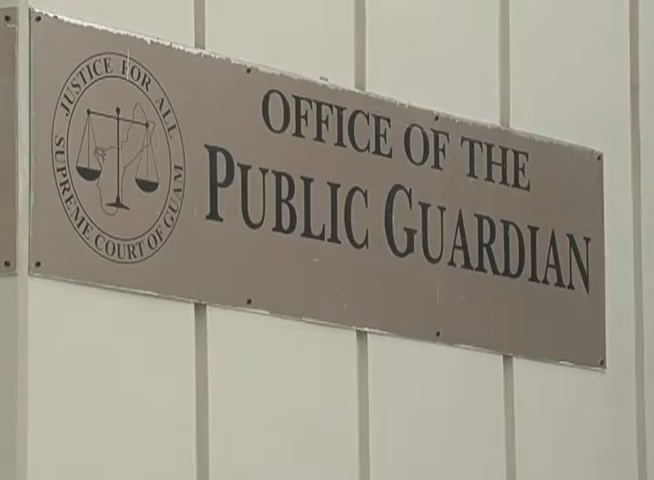 JUSTICE FOR ALL
SUPREME COURT OF GUAM
OFFICE OF THE
PUBLIC GUARDIAN